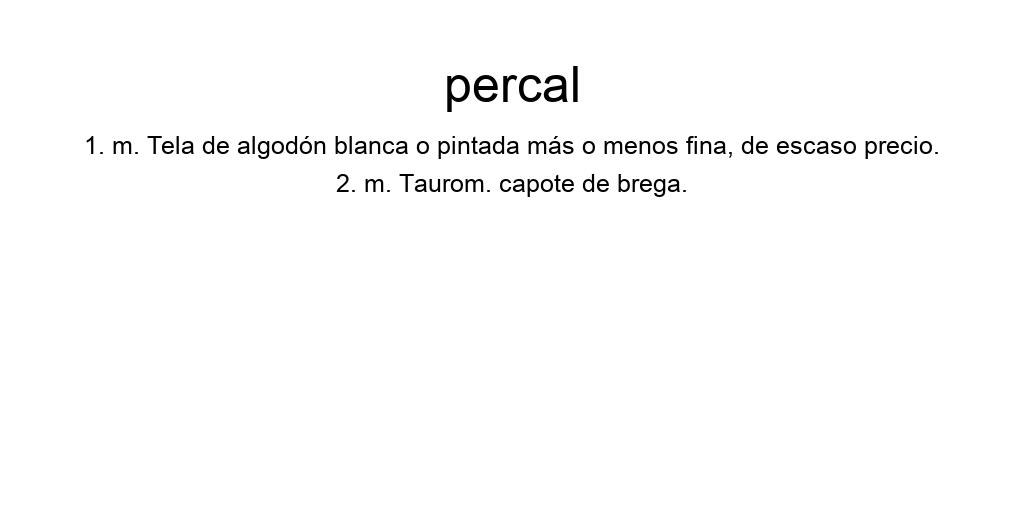 percal
1. m. Tela de algodón blanca o pintada más o menos fina, de escaso precio.
2. m. Taurom. capote de brega.